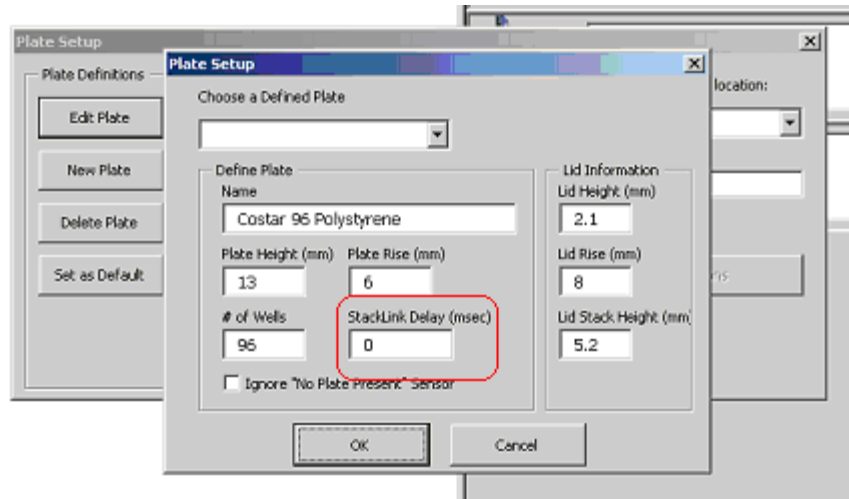 Plate Setup
Plate Definitions
Edit Plate
New Plate
Delete Plate
Set as Default
location:
Plate Setup
Choose a Defined Plate
Define Plate
Name
Costar 96 Polystyrene
Plate Height (mm) Plate Rise (mm)
13 6
# of Wells StackLink Delay (msec)
96 0
Ignore "No Plate Present" Sensor
Lid Information
Lid Height (mm)
2.1
Lid Rise (mm)
8
Lid Stack Height (mm
5.2
OK Cancel